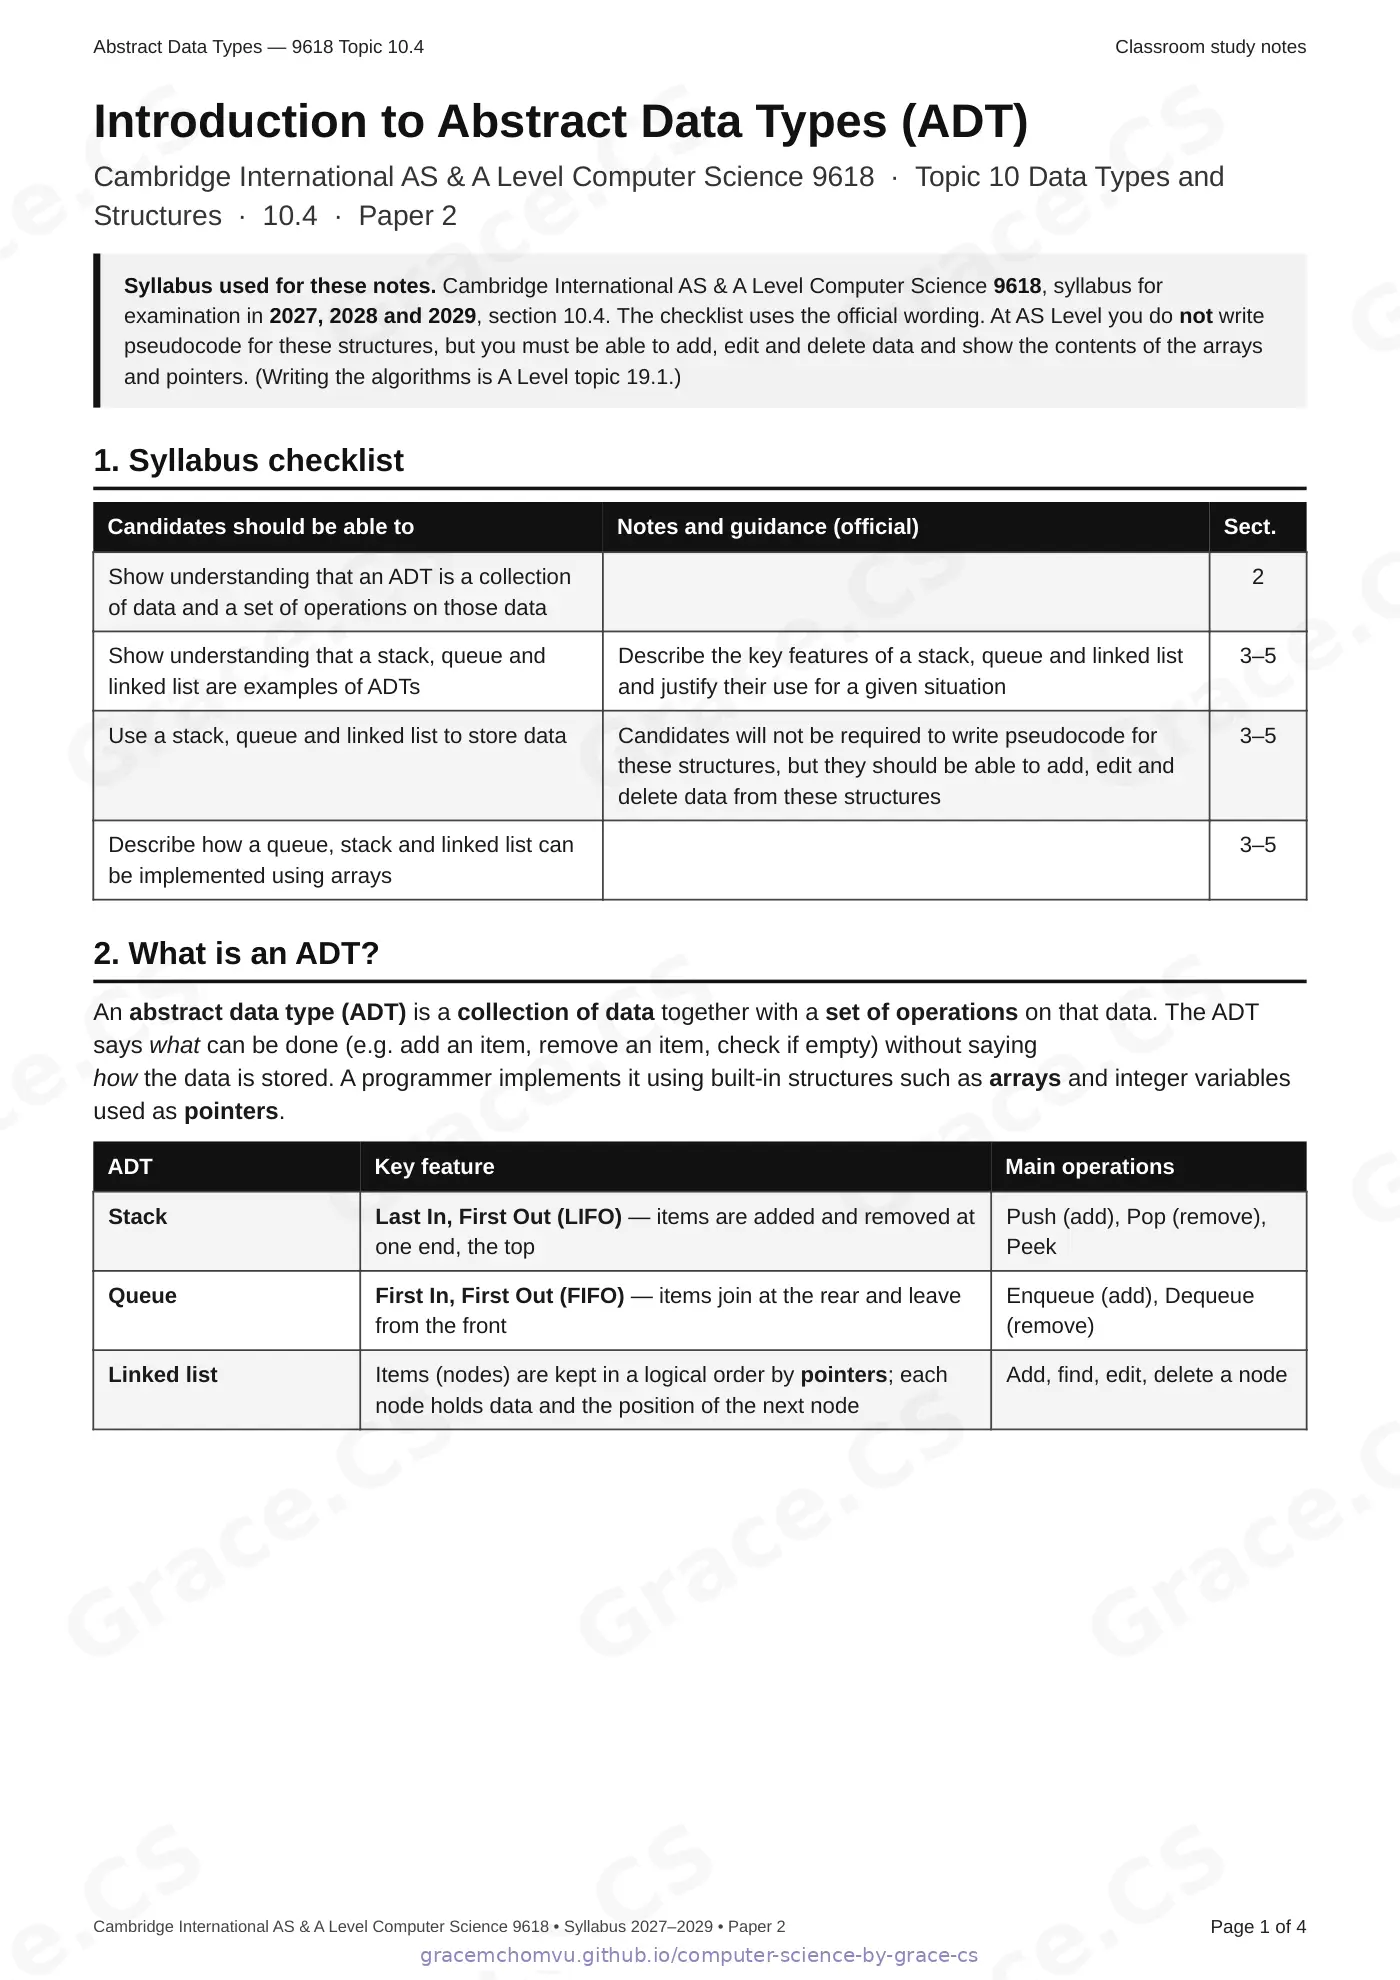 Abstract Data Types — 9618 Topic 10.4
Classroom study notes
Introduction to Abstract Data Types (ADT)
Cambridge International AS & A Level Computer Science 9618 · Topic 10 Data Types and
Structures · 10.4 · Paper 2
Syllabus used for these notes. Cambridge International AS & A Level Computer Science 9618, syllabus for
examination in 2027, 2028 and 2029, section 10.4. The checklist uses the official wording. At AS Level you do not write
pseudocode for these structures, but you must be able to add, edit and delete data and show the contents of the arrays
and pointers. (Writing the algorithms is A Level topic 19.1.)
1. Syllabus checklist
Candidates should be able to
Notes and guidance (official)
Sect.
Show understanding that an ADT is a collection
of data and a set of operations on those data
2
Show understanding that a stack, queue and
linked list are examples of ADTs
Describe the key features of a stack, queue and linked list
and justify their use for a given situation
3–5
Use a stack, queue and linked list to store data
Candidates will not be required to write pseudocode for
these structures, but they should be able to add, edit and
delete data from these structures
3–5
Describe how a queue, stack and linked list can
be implemented using arrays
3–5
2. What is an ADT?
An abstract data type (ADT) is a collection of data together with a set of operations on that data. The ADT
says what can be done (e.g. add an item, remove an item, check if empty) without saying
how the data is stored. A programmer implements it using built-in structures such as arrays and integer variables
used as pointers.
ADT
Key feature
Main operations
Stack
Last In, First Out (LIFO) — items are added and removed at
one end, the top
Push (add), Pop (remove),
Peek
Queue
First In, First Out (FIFO) — items join at the rear and leave
from the front
Enqueue (add), Dequeue
(remove)
Linked list
Items (nodes) are kept in a logical order by pointers; each
node holds data and the position of the next node
Add, find, edit, delete a node
Grace.CS
Cambridge International AS & A Level Computer Science 9618 • Syllabus 2027–2029 • Paper 2
Page 1 of 4
gracemchomvu.github.io/computer-science-by-grace-cs